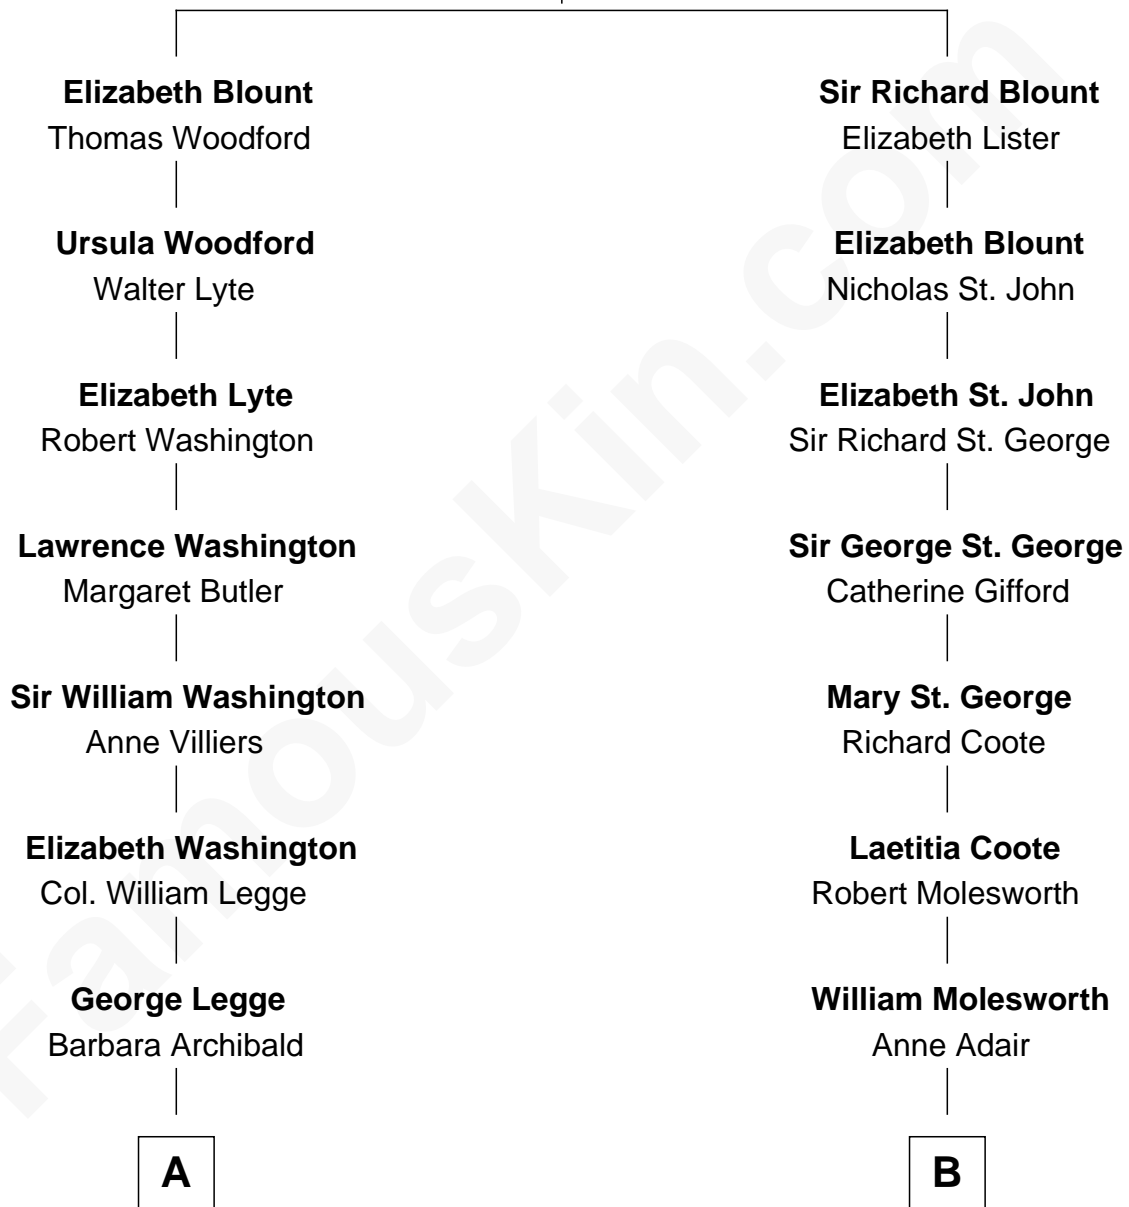 Elizabeth Blount
Thomas Woodford
Ursula Woodford
Walter Lyte
Elizabeth Lyte
Robert Washington
Lawrence Washington
Margaret Butler
Sir William Washington
Anne Villiers
Elizabeth Washington
Col. William Legge
George Legge
Barbara Archibald
A
Sir Richard Blount
Elizabeth Lister
Elizabeth Blount
Nicholas St. John
Elizabeth St. John
Sir Richard St. George
Sir George St. George
Catherine Gifford
Mary St. George
Richard Coote
Laetitia Coote
Robert Molesworth
William Molesworth
Anne Adair
B
FamousKin.com